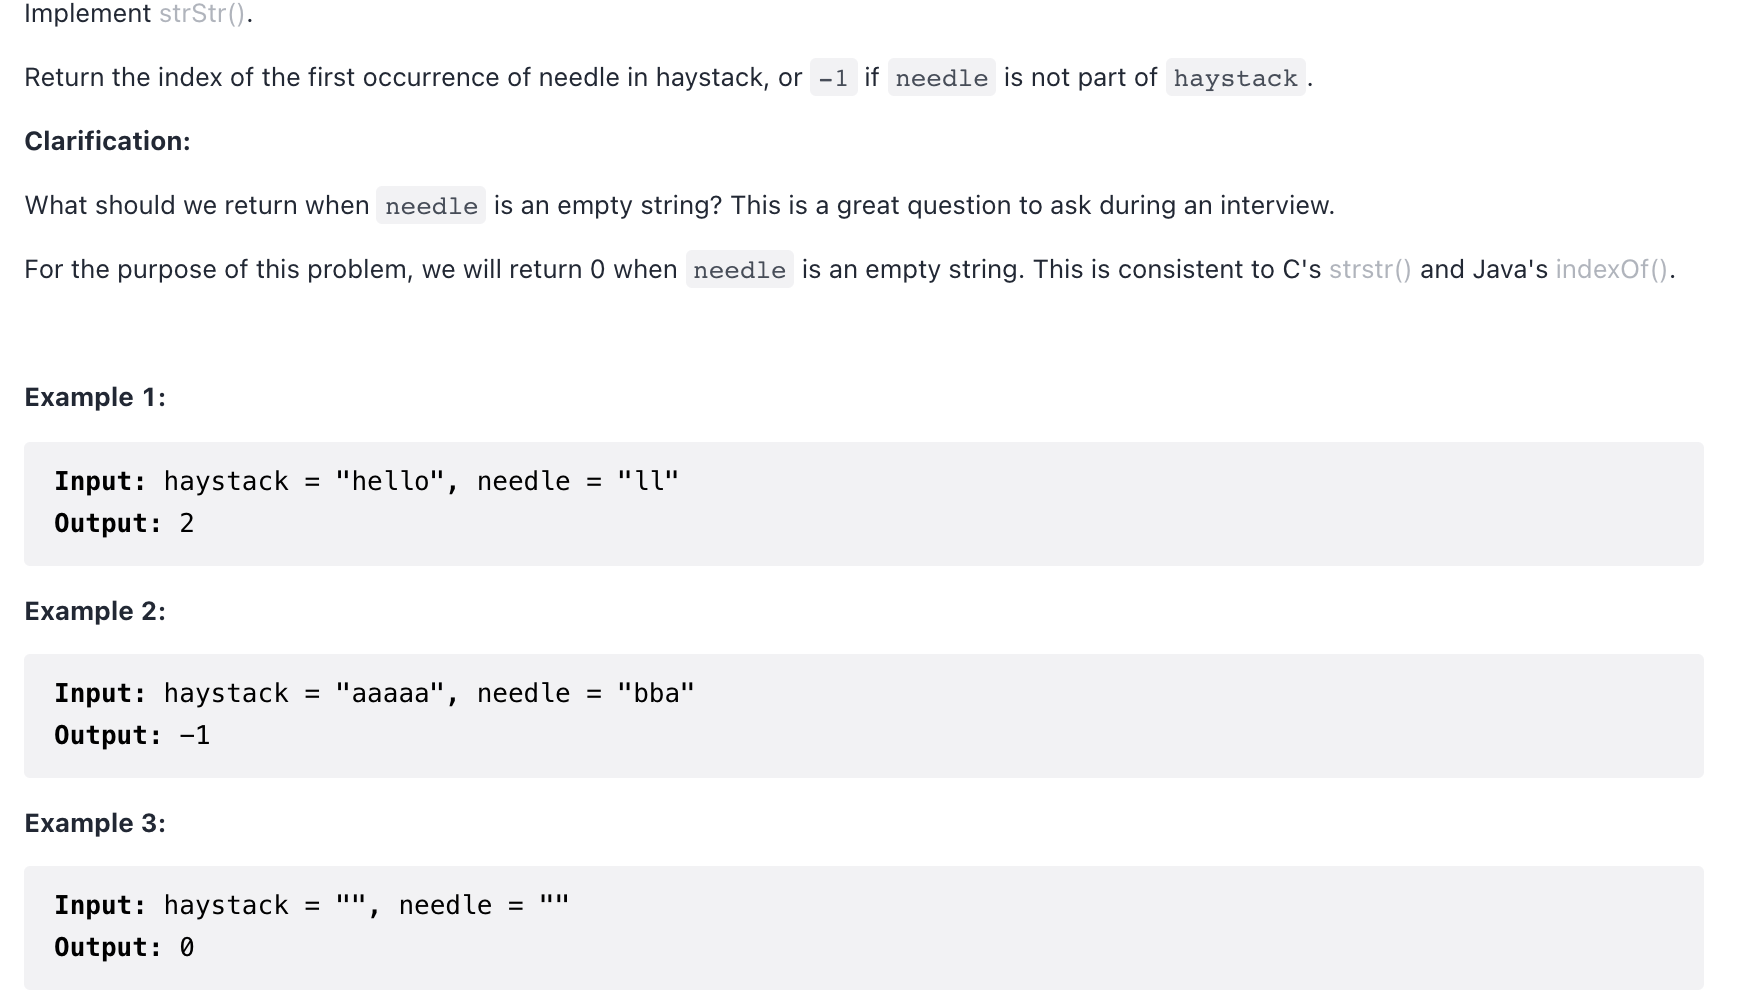 Implement strStr().
Return the index of the first occurrence of needle in haystack, or -1 if needle is not part of haystack.
Clarification:
What should we return when needle is an empty string? This is a great question to ask during an interview.
For the purpose of this problem, we will return 0 when needle is an empty string. This is consistent to C's strstr() and Java's indexOf().
Example 1:
Input: haystack = "hello", needle = "ll"
Output: 2
Example 2:
Input: haystack = "aaaaa", needle = "bba"
Output: -1
Example 3:
Input: haystack = "", needle = ""
Output: 0